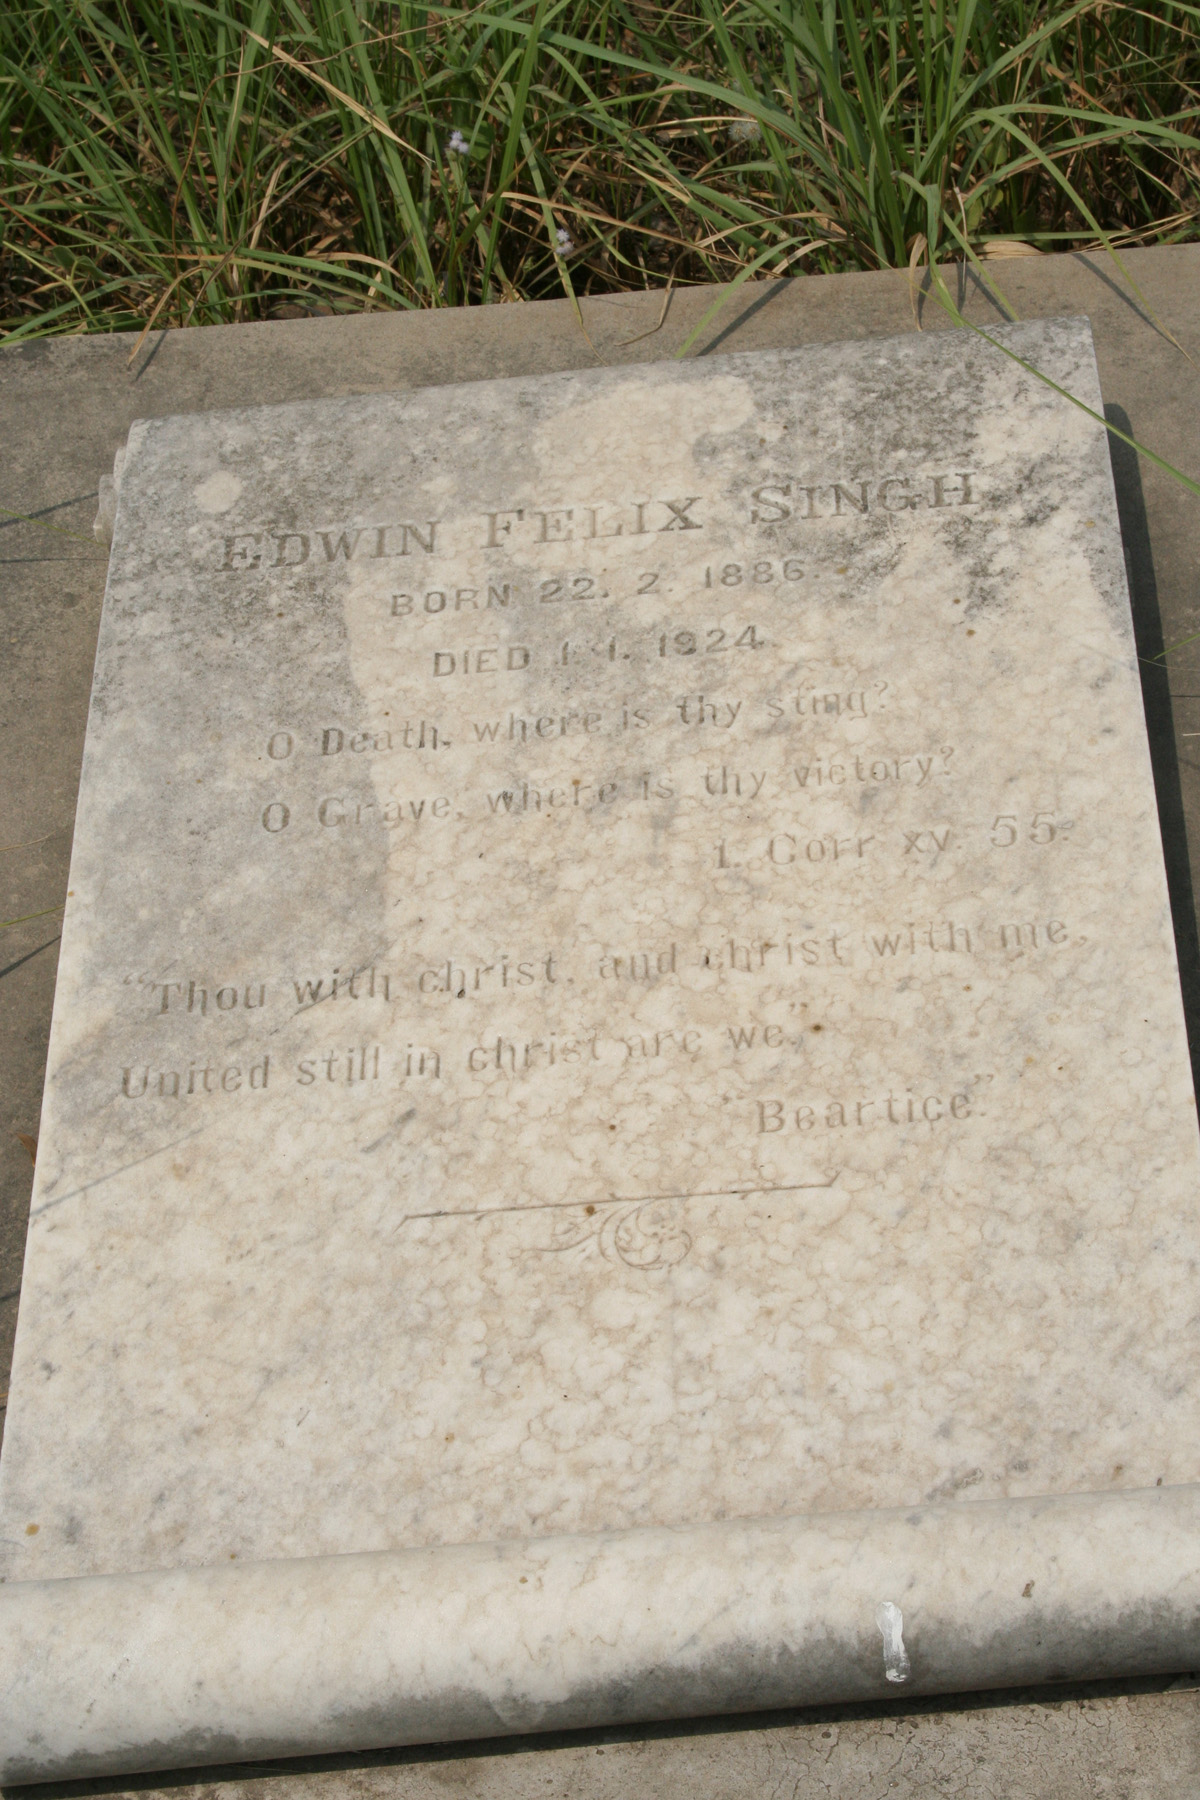 EDWIN FELIX SINGH
BORN 22. 2. 1886.
DIED 1. 1. 1924.
O Death, where is thy sting?
O Grave, where is thy victory?
1. Corr xv. 55.
"Thou with christ, and christ with me,
United still in christ are we."
"Beartice."